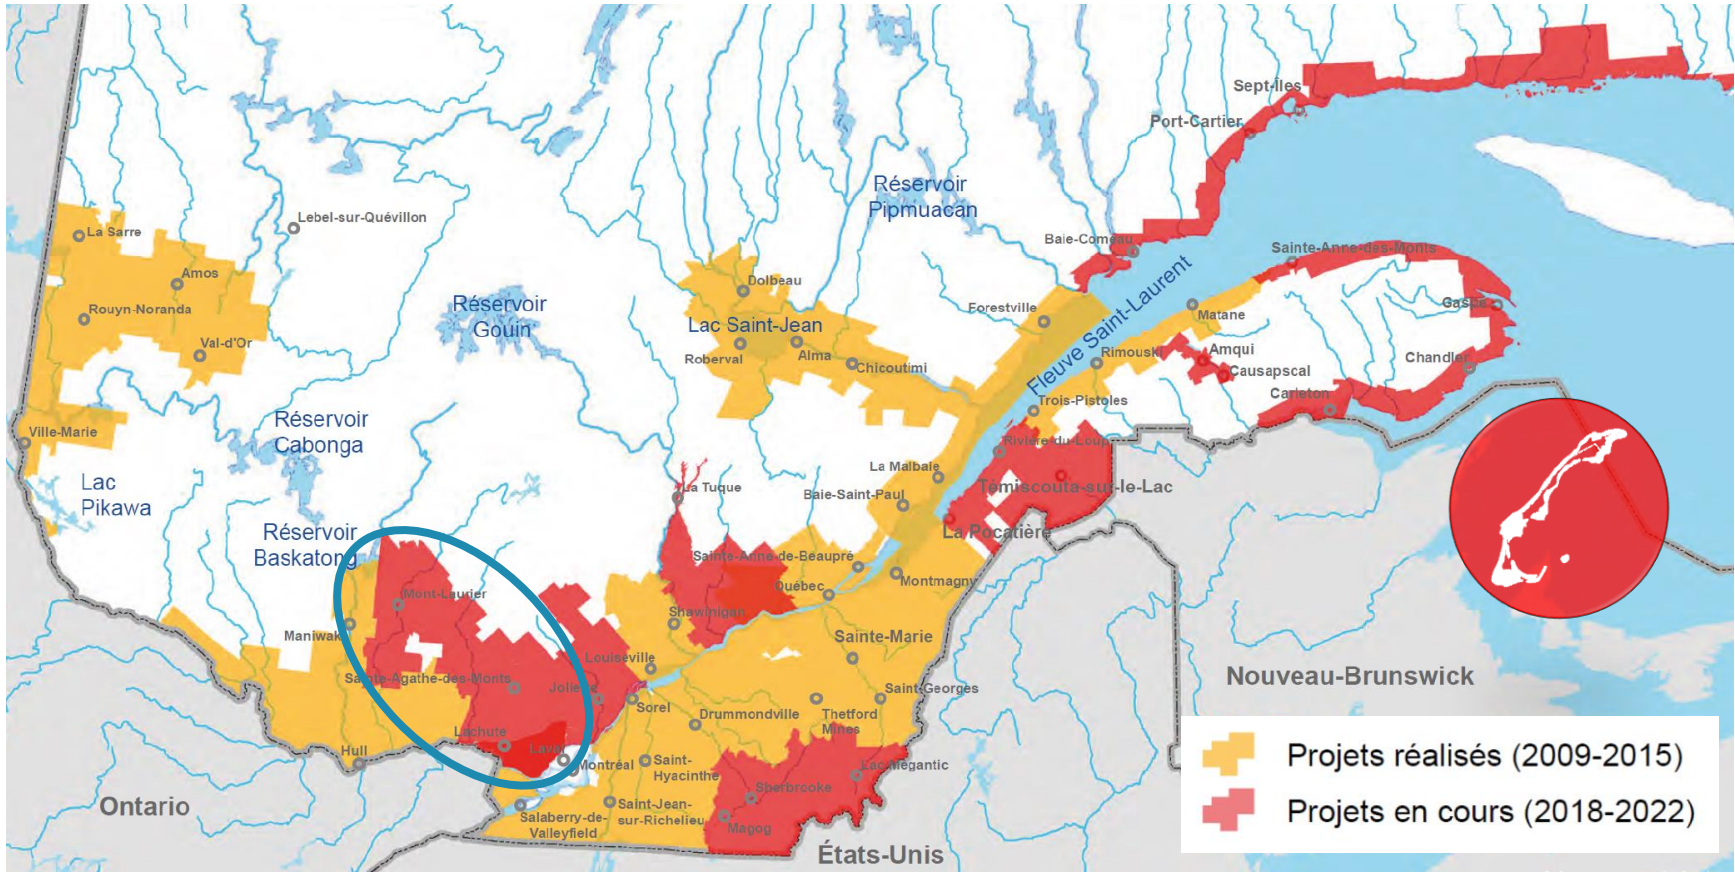 Sept-Îles
Port-Cartier
Réservoir
Pipmuacan
Lebel-sur-Quévillon
La Sarre
Baie-Comeau
Sainte-Anne-des-Monts
Amos
Dolbeau
Réservoir
Gouin
Fleuve Saint-Laurent
Rouyn-Noranda
Forestville
Matane
Gaspé
Lac Saint-Jean
Val-d'Or
Roberval
Alma
Chicoutimi
Rimouski
Amqui
Causapscal
Chandler
Carleton
Trois-Pistoles
Réservoir
Cabonga
Ville-Marie
Rivière-du-Loup
La Malbaie
Lac
Pikawa
La Tuque
Baie-Saint-Paul
Témiscouata-sur-le-Lac
Réservoir
Baskatong
La Pocatière
Sainte-Anne-de-Beaupré
Québec
Montmagny
Mont-Laurier
Shawinigan
Maniwak
Sainte-Marie
Louiseville
Sainte-Agathe-des-Monts
Joliette
Nouveau-Brunswick
Saint-Georges
Sorel
Drummondville
Thetford
Mines
Lachute
Laval
Hull
Montréal
Saint-
Hyacinthe
Lac-Mégantic
Sherbrooke
Ontario
Salaberry-de-
Valleyfield
Saint-Jean-
sur-Richelieu
Magog
États-Unis
Projets réalisés (2009-2015)
Projets en cours (2018-2022)